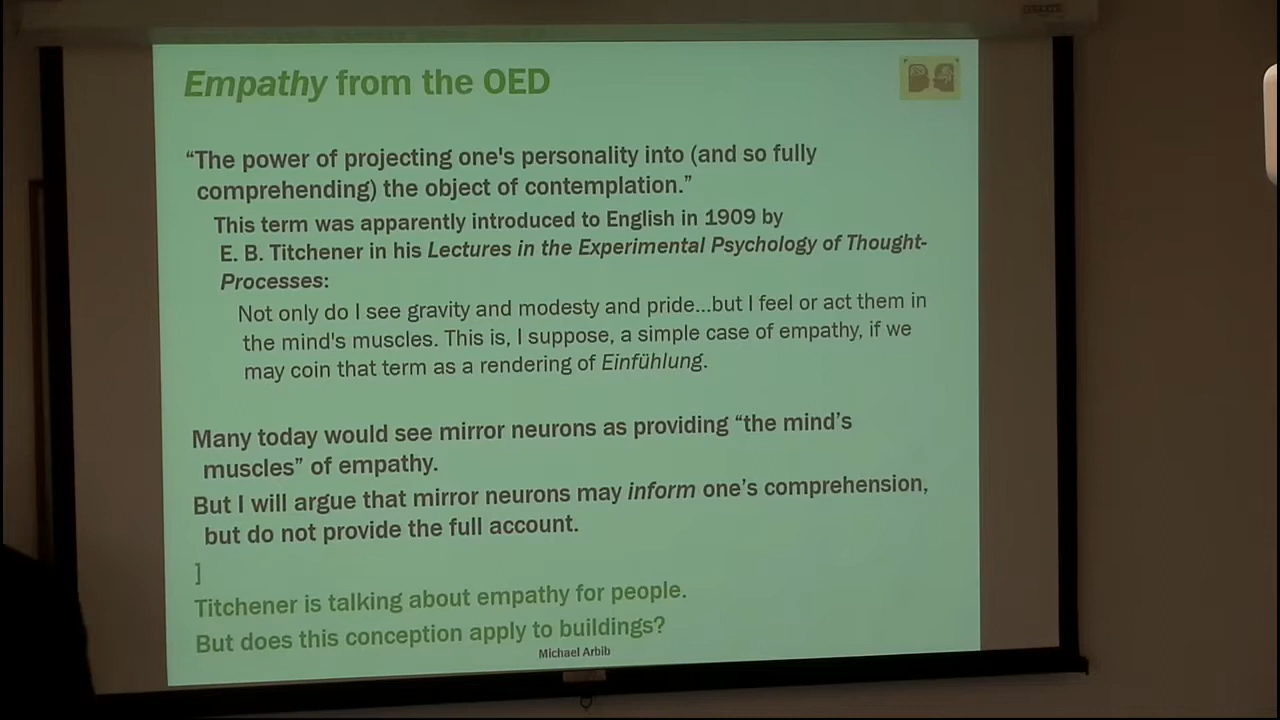 Empathy from the OED
“The power of projecting one's personality into (and so fully
comprehending) the object of contemplation.”
This term was apparently introduced to English in 1909 by
E. B. Titchener in his Lectures in the Experimental Psychology of Thought-
Processes:
Not only do I see gravity and modesty and pride...but I feel or act them in
the mind's muscles. This is, I suppose, a simple case of empathy, if we
may coin that term as a rendering of Einfühlung.
Many today would see mirror neurons as providing “the mind’s
muscles” of empathy.
But I will argue that mirror neurons may inform one’s comprehension,
but do not provide the full account.
]
Titchener is talking about empathy for people.
But does this conception apply to buildings?
Michael Arbib